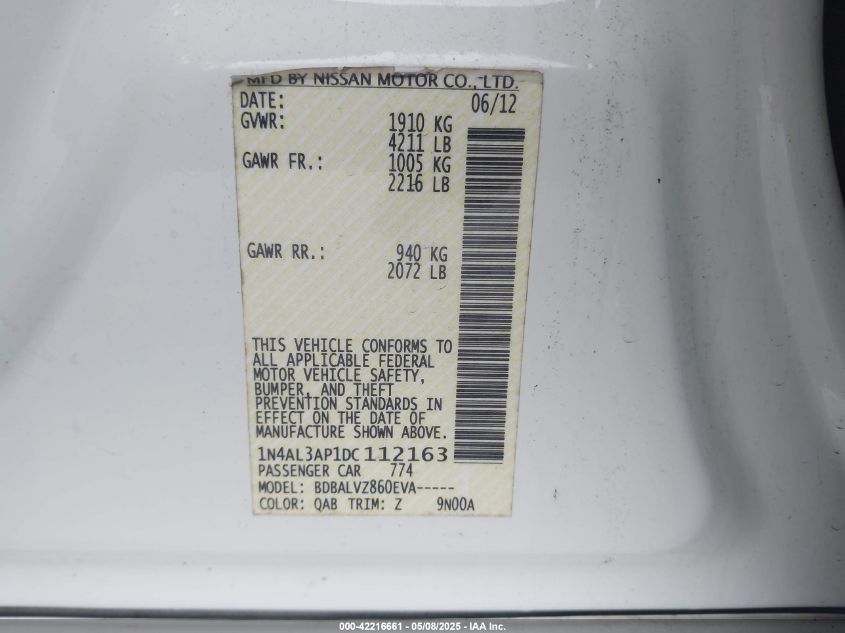 MFD BY NISSAN MOTOR CO., LTD.
DATE: 06/12
GVWR: 1910 KG
4211 LB
GAWR FR.: 1005 KG
2216 LB
GAWR RR.: 940 KG
2072 LB
THIS VEHICLE CONFORMS TO
ALL APPLICABLE FEDERAL
MOTOR VEHICLE SAFETY,
BUMPER, AND THEFT
PREVENTION STANDARDS IN
EFFECT ON THE DATE OF
MANUFACTURE SHOWN ABOVE.
1N4AL3AP1DC112163
PASSENGER CAR 774
MODEL: BDBALVZ860EVA-----
COLOR: QAB TRIM: Z 9N00A
000-42216661 - 05/08/2025 - IAA Inc.